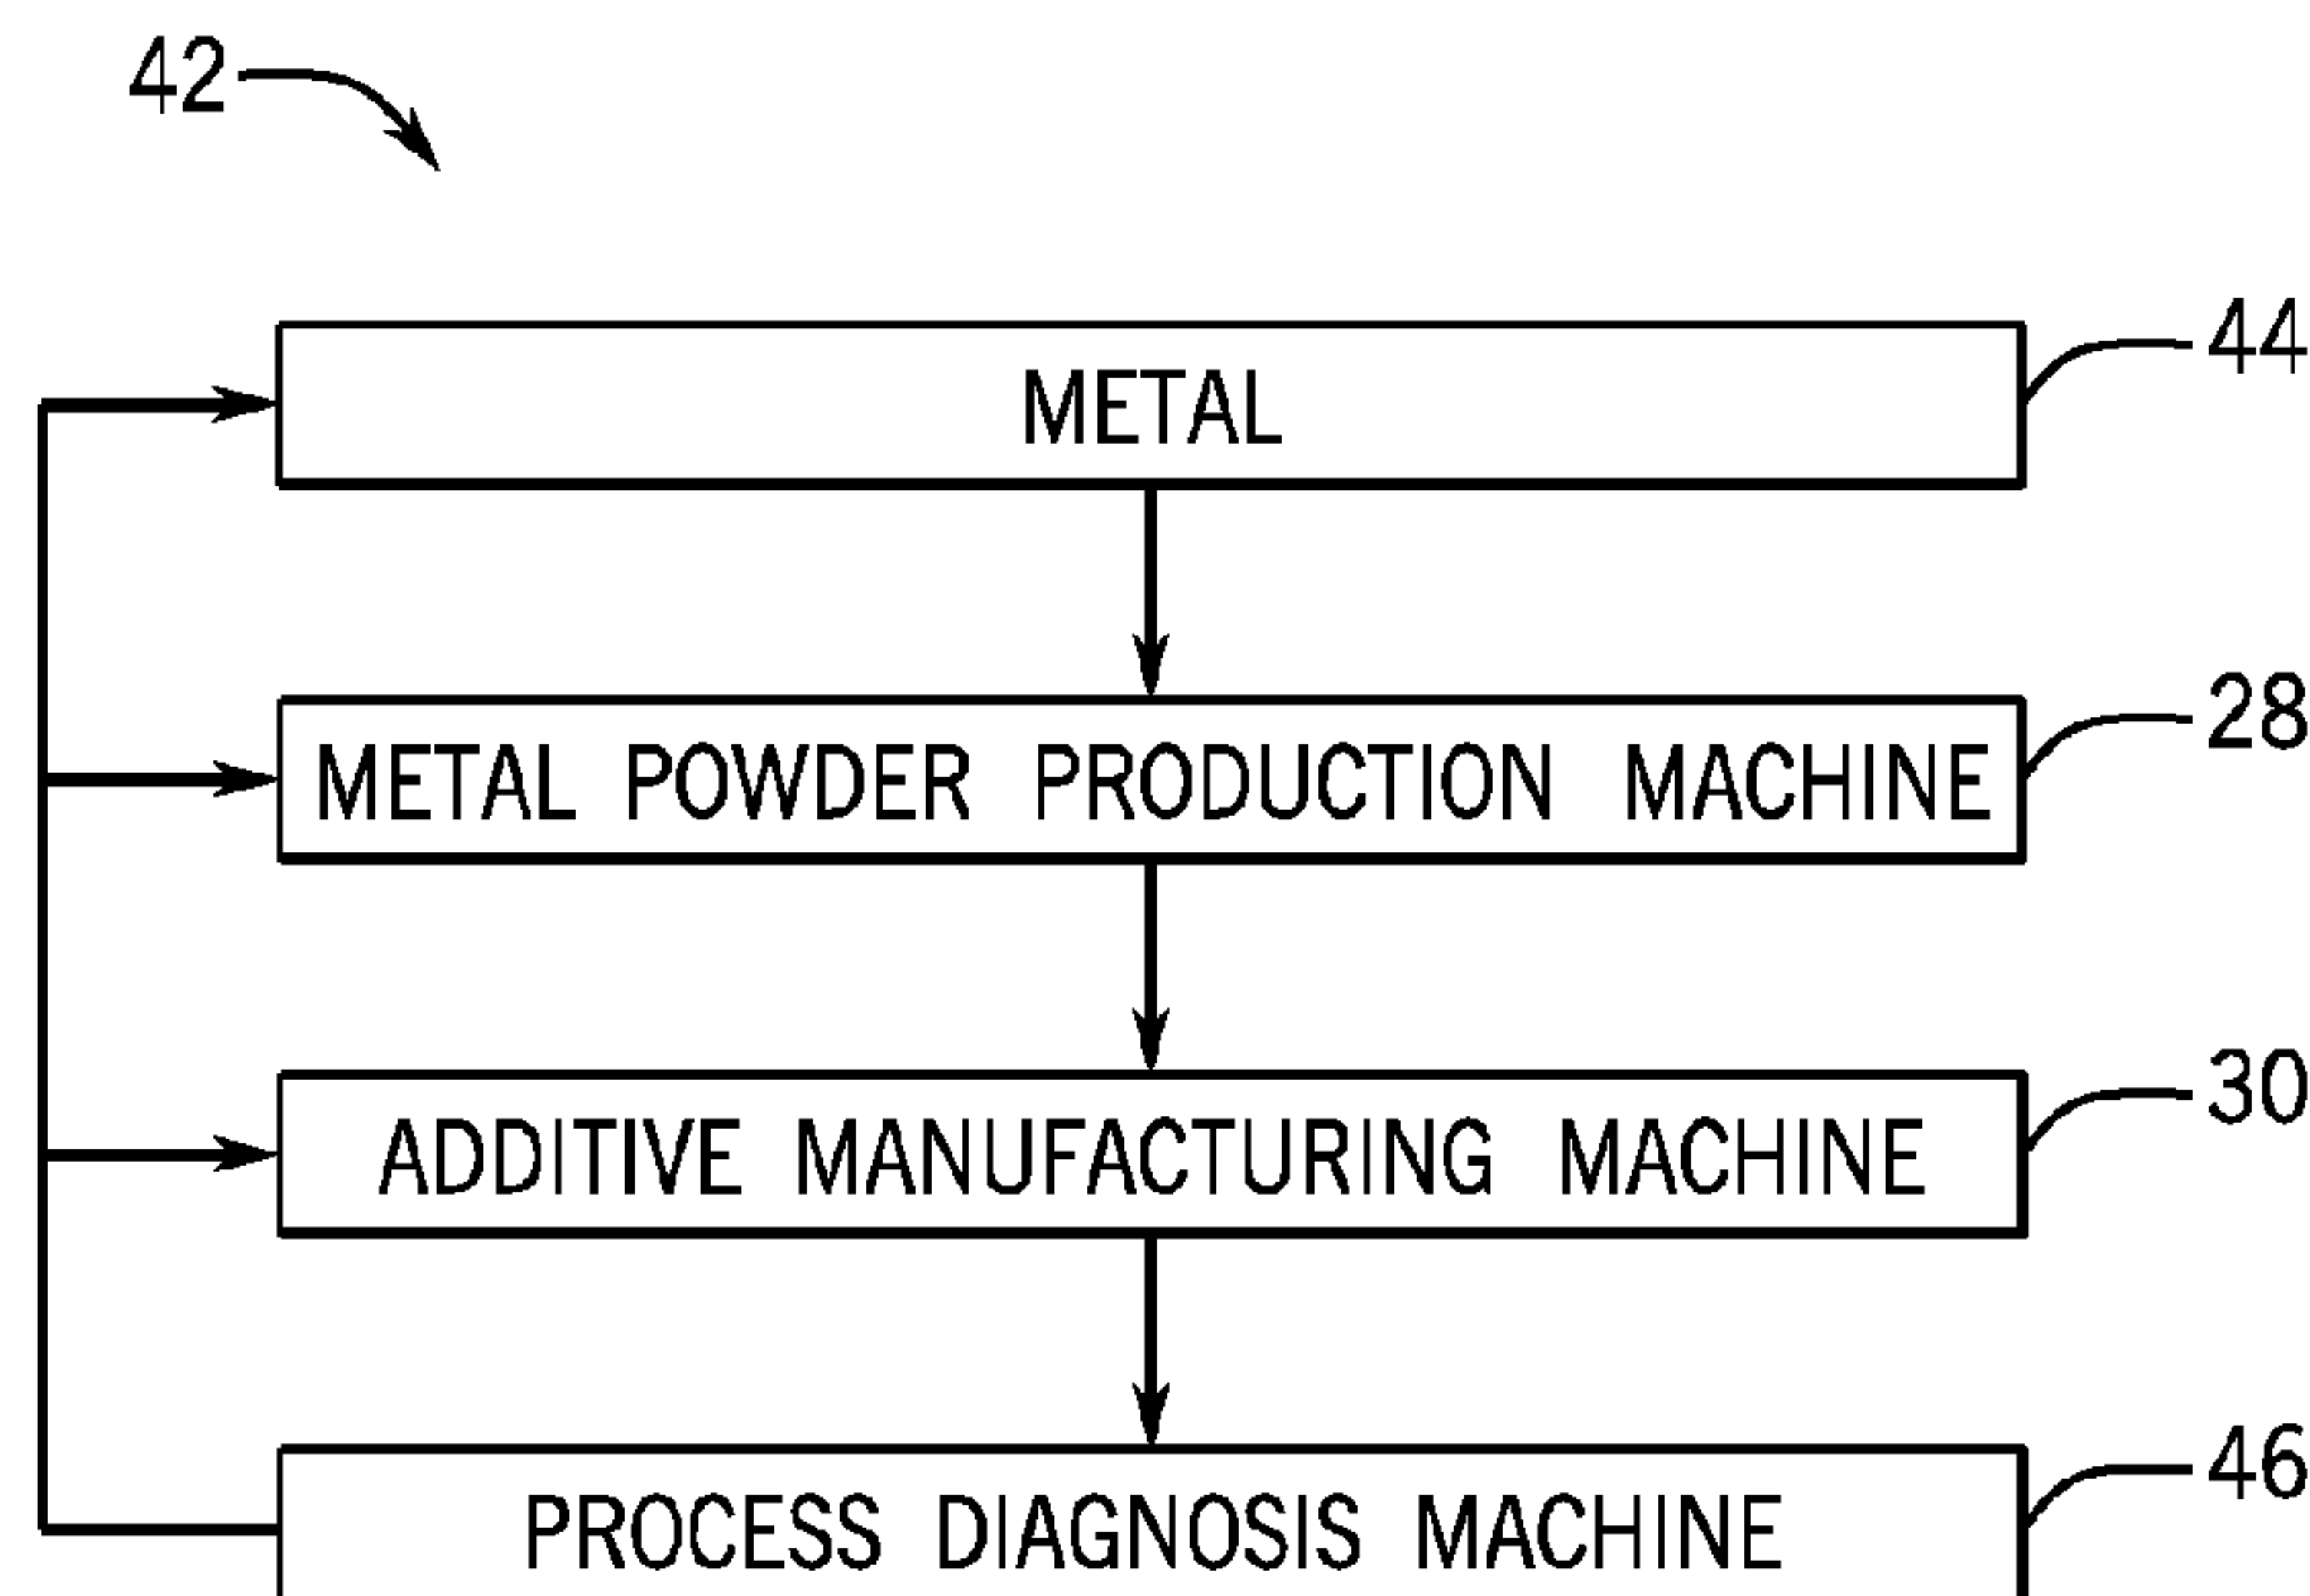 42
METAL
44
METAL POWDER PRODUCTION MACHINE
28
ADDITIVE MANUFACTURING MACHINE
30
PROCESS DIAGNOSIS MACHINE
46